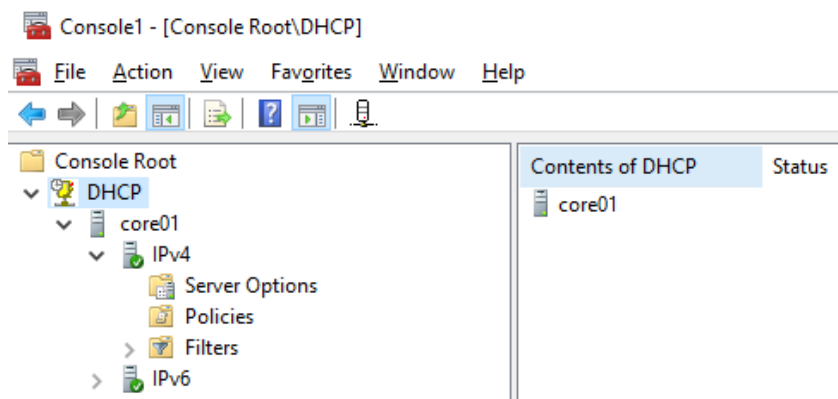 Console1 - [Console Root\DHCP]
File Action View Favorites Window Help
Console Root
DHCP
core01
IPv4
Server Options
Policies
Filters
IPv6
Contents of DHCP Status
core01